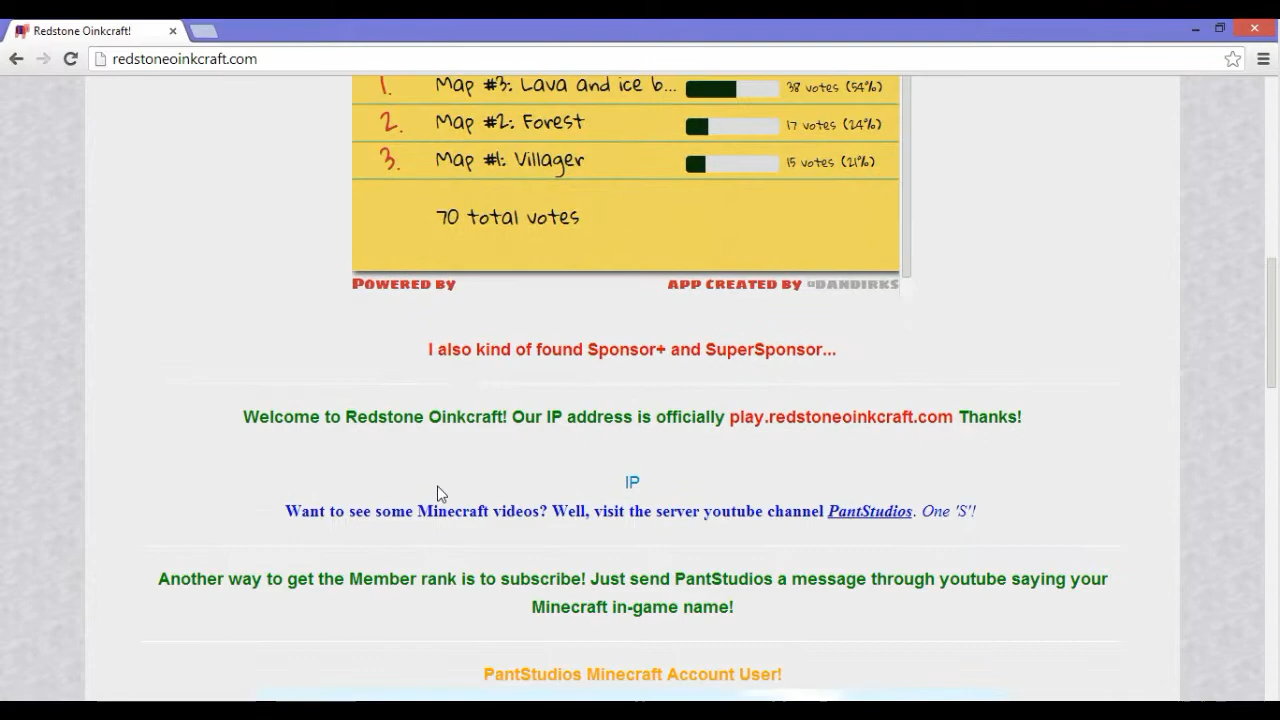 Redstone Oinkcraft!
redstoneoinkcraft.com
1. Map #3: Lava and ice b... 38 votes (54%)
2. Map #2: Forest 17 votes (24%)
3. Map #1: Villager 15 votes (21%)
70 total votes
POWERED BY APP CREATED BY @DANDIRKS
I also kind of found Sponsor+ and SuperSponsor...
Welcome to Redstone Oinkcraft! Our IP address is officially play.redstoneoinkcraft.com Thanks!
IP
Want to see some Minecraft videos? Well, visit the server youtube channel PantStudios. One 'S'!
Another way to get the Member rank is to subscribe! Just send PantStudios a message through youtube saying your
Minecraft in-game name!
PantStudios Minecraft Account User!